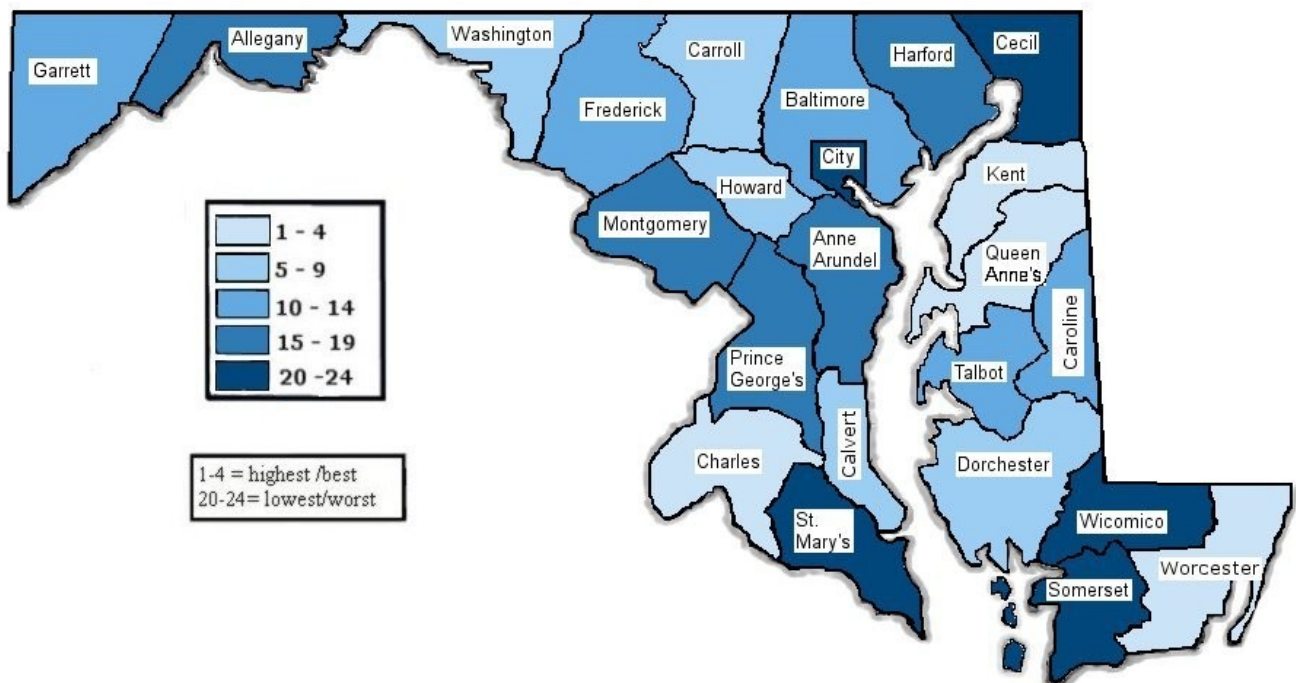 Garrett
Allegany
Washington
Frederick
Carroll
Baltimore
Harford
Cecil
City
Howard
Montgomery
Kent
Anne
Arundel
Queen
Anne's
Caroline
Talbot
Prince
George's
Calvert
Charles
Dorchester
St.
Mary's
Wicomico
Worcester
Somerset
1 - 4
5 - 9
10 - 14
15 - 19
20 -24
1-4 = highest /best
20-24= lowest/worst